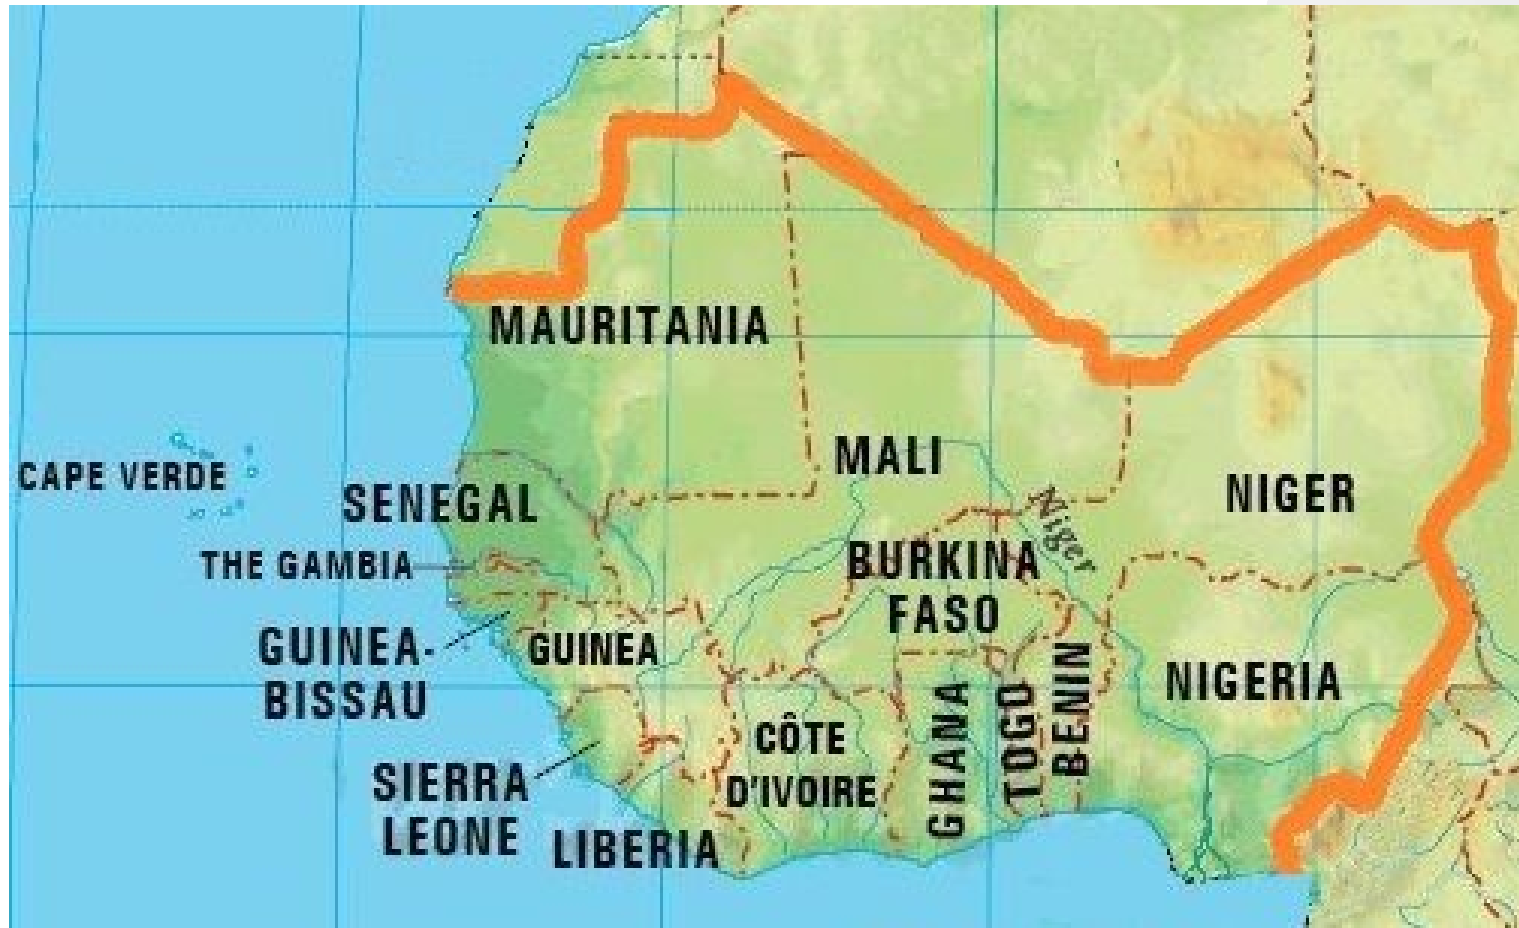 MAURITANIA
MALI
CAPE VERDE
SENEGAL
NIGER
Niger
THE GAMBIA
BURKINA
FASO
GUINEA-
BISSAU
GUINEA
NIGERIA
SIERRA
LEONE
LIBERIA
CÔTE
D'IVOIRE
GHANA
TOGO
BENIN